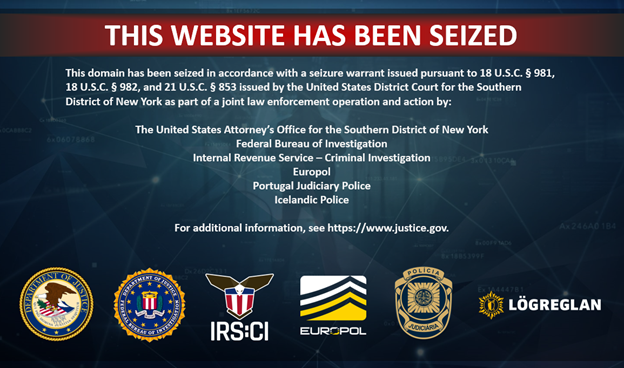 THIS WEBSITE HAS BEEN SEIZED
This domain has been seized in accordance with a seizure warrant issued pursuant to 18 U.S.C. § 981,
18 U.S.C. § 982, and 21 U.S.C. § 853 issued by the United States District Court for the Southern
District of New York as part of a joint law enforcement operation and action by:
The United States Attorney's Office for the Southern District of New York
Federal Bureau of Investigation
Internal Revenue Service – Criminal Investigation
Europol
Portugal Judiciary Police
Icelandic Police
For additional information, see https://www.justice.gov.
DEPARTMENT OF JUSTICE
DEPARTMENT OF JUSTICE
FEDERAL BUREAU OF INVESTIGATION
IRS:CI
EUROPOL
POLICIA
JUDICIÁRIA
LÖGREGLAN